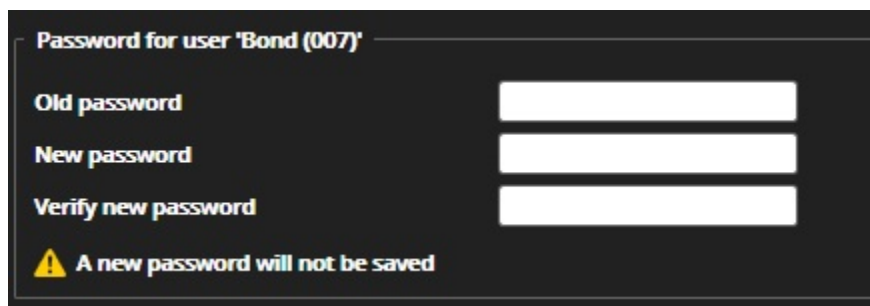 Password for user 'Bond (007)'
Old password
New password
Verify new password
A new password will not be saved